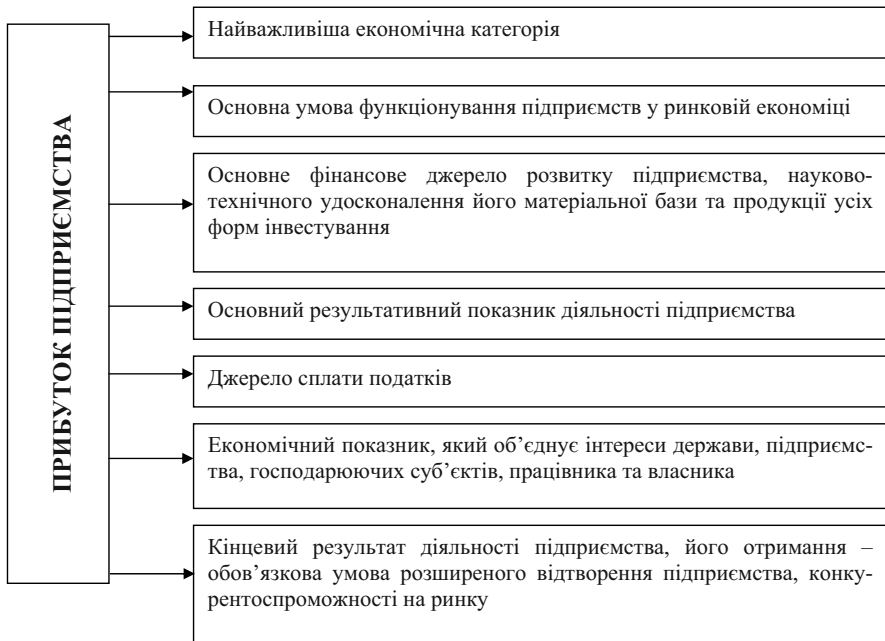 ПРИБУТОК ПІДПРИЄМСТВА
Найважливіша економічна категорія
Основна умова функціонування підприємств у ринковій економіці
Основне фінансове джерело розвитку підприємства, науково-
технічного удосконалення його матеріальної бази та продукції усіх
форм інвестування
Основний результативний показник діяльності підприємства
Джерело сплати податків
Економічний показник, який об’єднує інтереси держави, підприємс-
тва, господарюючих суб’єктів, працівника та власника
Кінцевий результат діяльності підприємства, його отримання –
обов’язкова умова розширеного відтворення підприємства, конку-
рентоспроможності на ринку